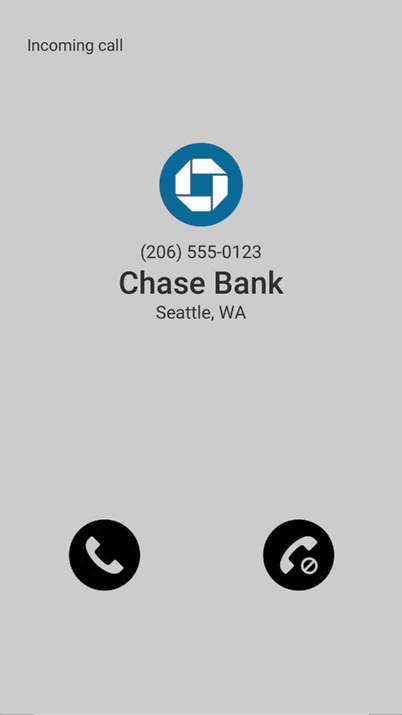 Incoming call
(206) 555-0123
Chase Bank
Seattle, WA